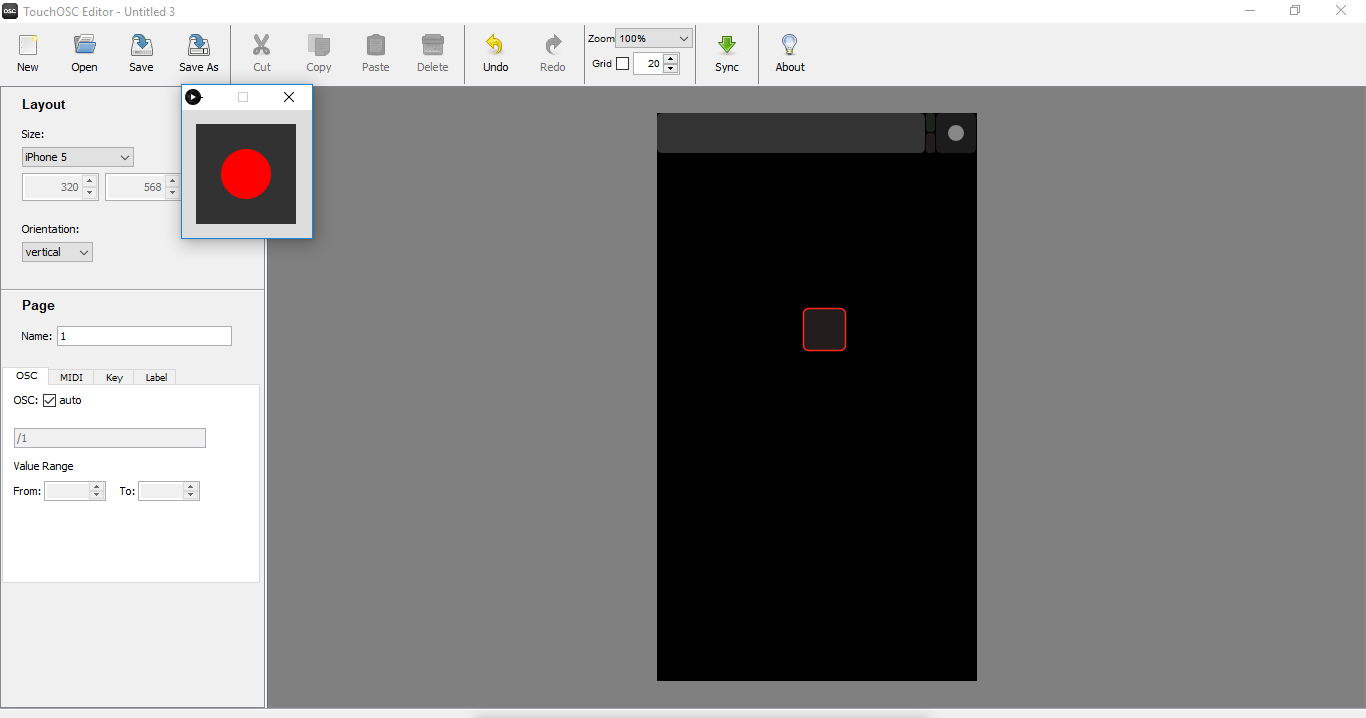 OSC TouchOSC Editor - Untitled 3
New Open Save Save As Cut Copy Paste Delete Undo Redo Zoom 100% Sync About
Grid 20
Layout
Size:
iPhone 5
320 568
Orientation:
vertical
Page
Name: 1
OSC MIDI Key Label
OSC: auto
/1
Value Range
From: To: